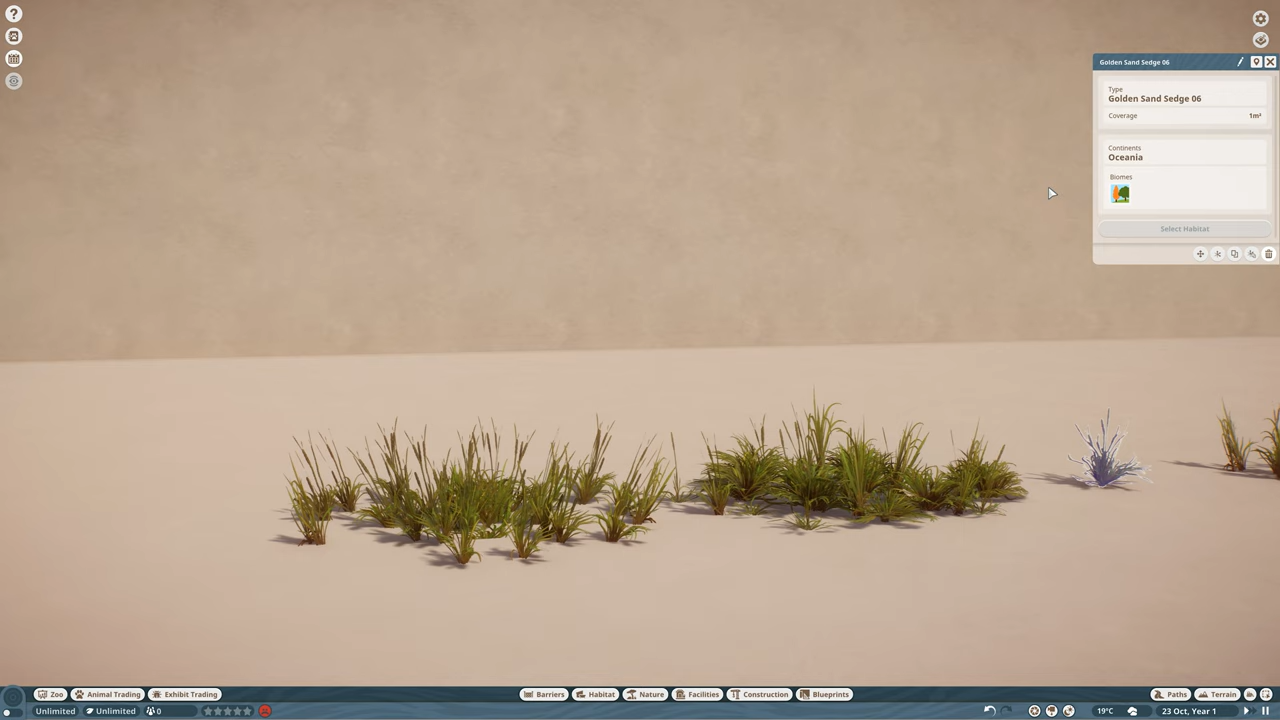 ?
Golden Sand Sedge 06
Type
Golden Sand Sedge 06
Coverage 1m²
Continents
Oceania
Biomes
Select Habitat
Zoo Animal Trading Exhibit Trading Barriers Habitat Nature Facilities Construction Blueprints Paths Terrain
Unlimited Unlimited 0 19°C 23 Oct, Year 1